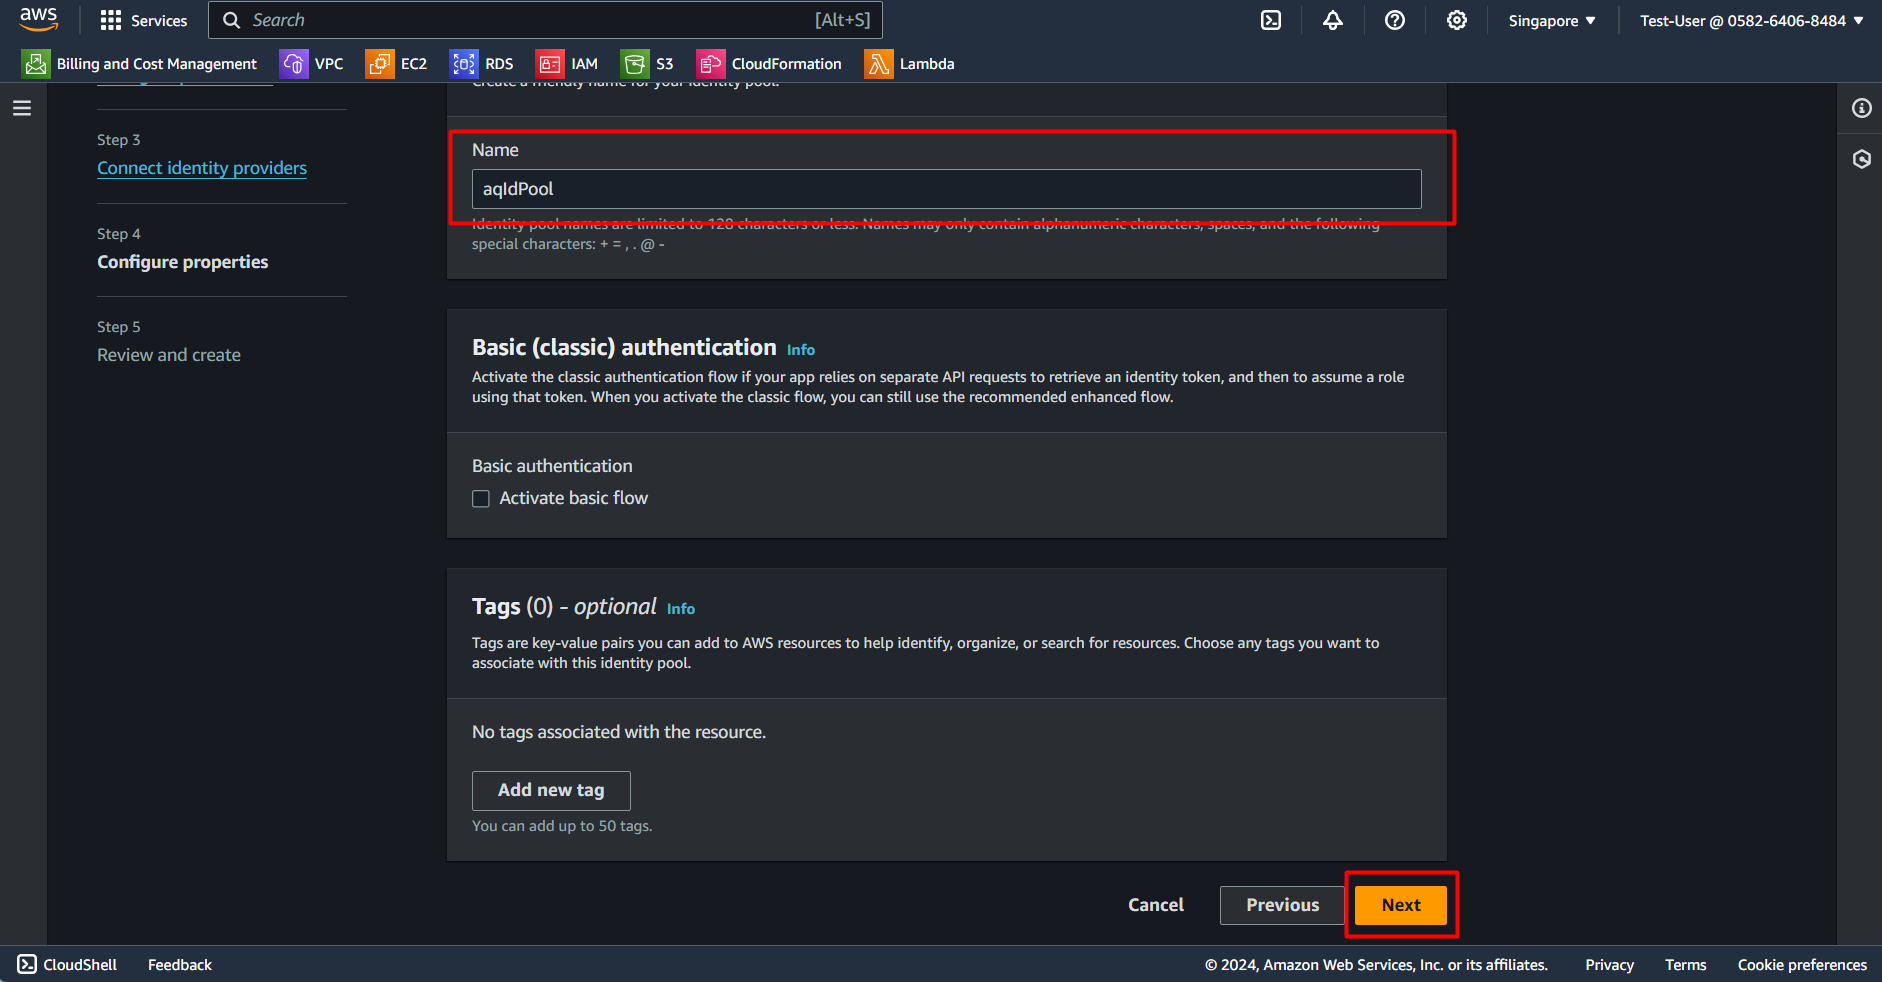 aws
Services
Search
[Alt+S]
Singapore
Test-User @ 0582-6406-8484
Billing and Cost Management
VPC
EC2
RDS
IAM
S3
CloudFormation
Lambda
Create a friendly name for your identity pool.
Step 3
Connect identity providers
Step 4
Configure properties
Step 5
Review and create
Name
aqIdPool
Identity pool names are limited to 128 characters or less. Names may only contain alphanumeric characters, spaces, and the following
special characters: + = , . @ -
Basic (classic) authentication Info
Activate the classic authentication flow if your app relies on separate API requests to retrieve an identity token, and then to assume a role
using that token. When you activate the classic flow, you can still use the recommended enhanced flow.
Basic authentication
Activate basic flow
Tags (0) - optional Info
Tags are key-value pairs you can add to AWS resources to help identify, organize, or search for resources. Choose any tags you want to
associate with this identity pool.
No tags associated with the resource.
Add new tag
You can add up to 50 tags.
Cancel
Previous
Next
CloudShell
Feedback
© 2024, Amazon Web Services, Inc. or its affiliates.
Privacy
Terms
Cookie preferences